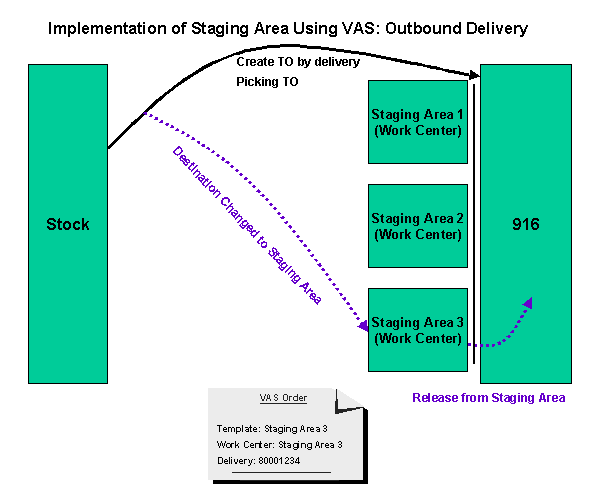 Implementation of Staging Area Using VAS: Outbound Delivery
Create TO by delivery
Picking TO
Staging Area 1
(Work Center)
Destination Changed to Staging Area
Stock
Staging Area 2
(Work Center)
916
Staging Area 3
(Work Center)
Release from Staging Area
VAS Order
Template: Staging Area 3
Work Center: Staging Area 3
Delivery: 80001234